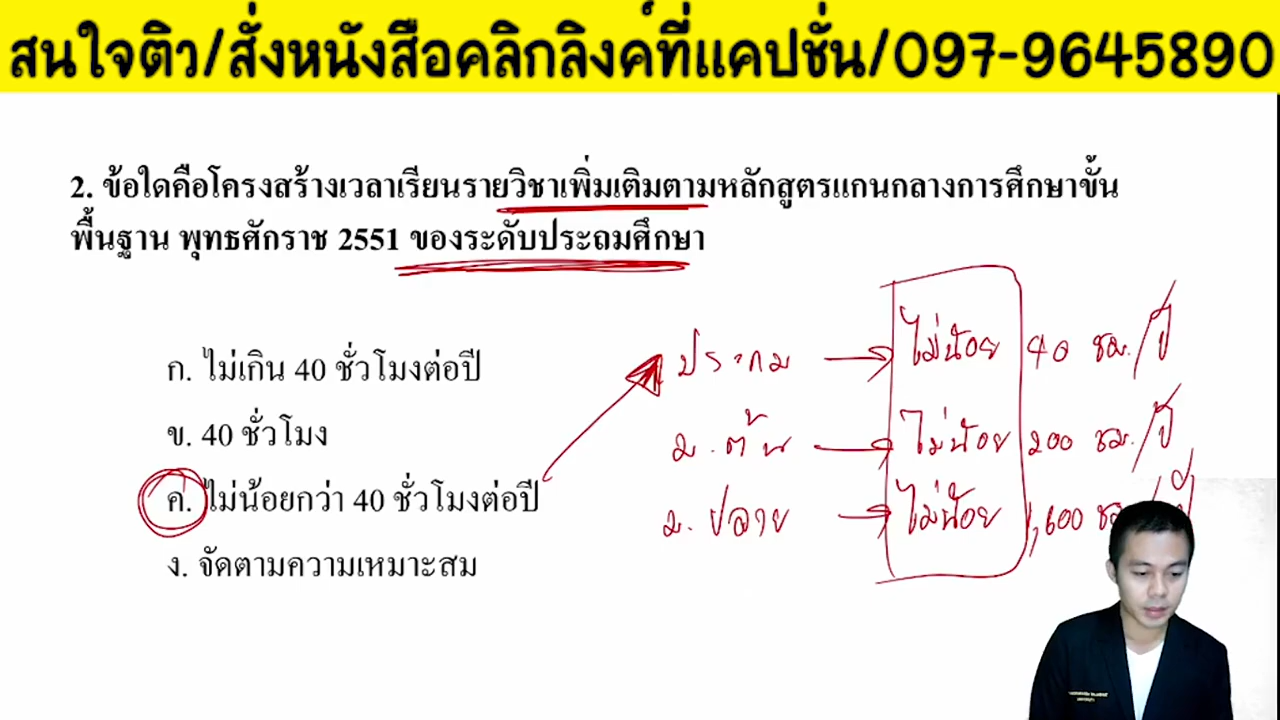 สนใจติว/สั่งหนังสือคลิกลิงค์ที่แคปชั่น/097-9645890
2. ข้อใดคือโครงสร้างเวลาเรียนรายวิชาเพิ่มเติมตามหลักสูตรแกนกลางการศึกษาขั้น
พื้นฐาน พุทธศักราช 2551 ของระดับประถมศึกษา
ก. ไม่เกิน 40 ชั่วโมงต่อปี
ข. 40 ชั่วโมง
ค. ไม่น้อยกว่า 40 ชั่วโมงต่อปี
ง. จัดตามความเหมาะสม
ประถม → ไม่น้อย 40 ชม./ปี
ม.ต้น → ไม่น้อย 200 ชม./ปี
ม.ปลาย → ไม่น้อย 1,600